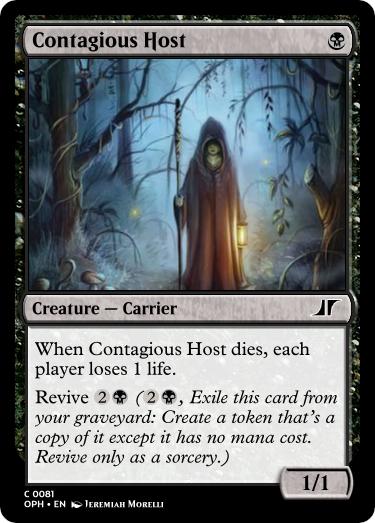 Contagious Host
Creature — Carrier
When Contagious Host dies, each
player loses 1 life.
Revive 2 ( 2 , Exile this card from
your graveyard: Create a token that's a
copy of it except it has no mana cost.
Revive only as a sorcery.)
1/1
C 0081
OPH • EN Jeremiah Morelli